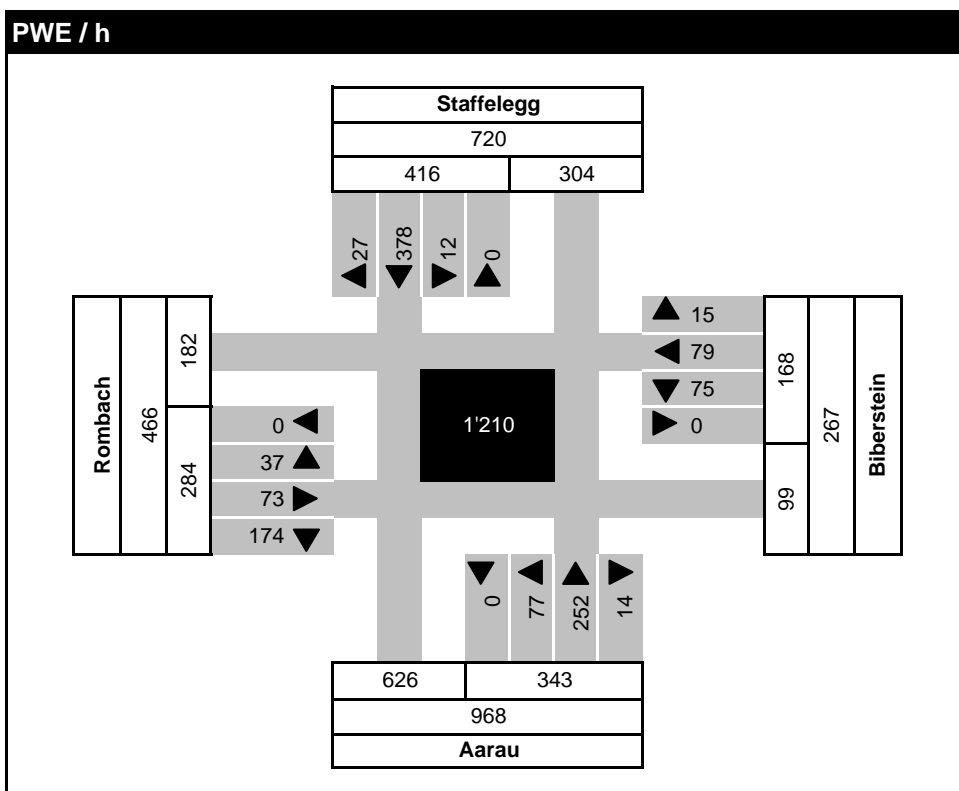 PWE / h
Staffelegg
720
416 304
27 378 12 0
Rombach
466
182
284
0
37
73
174
1'210
15
79
75
0
168
99
267
Biberstein
0 77 252 14
626 343
968
Aarau